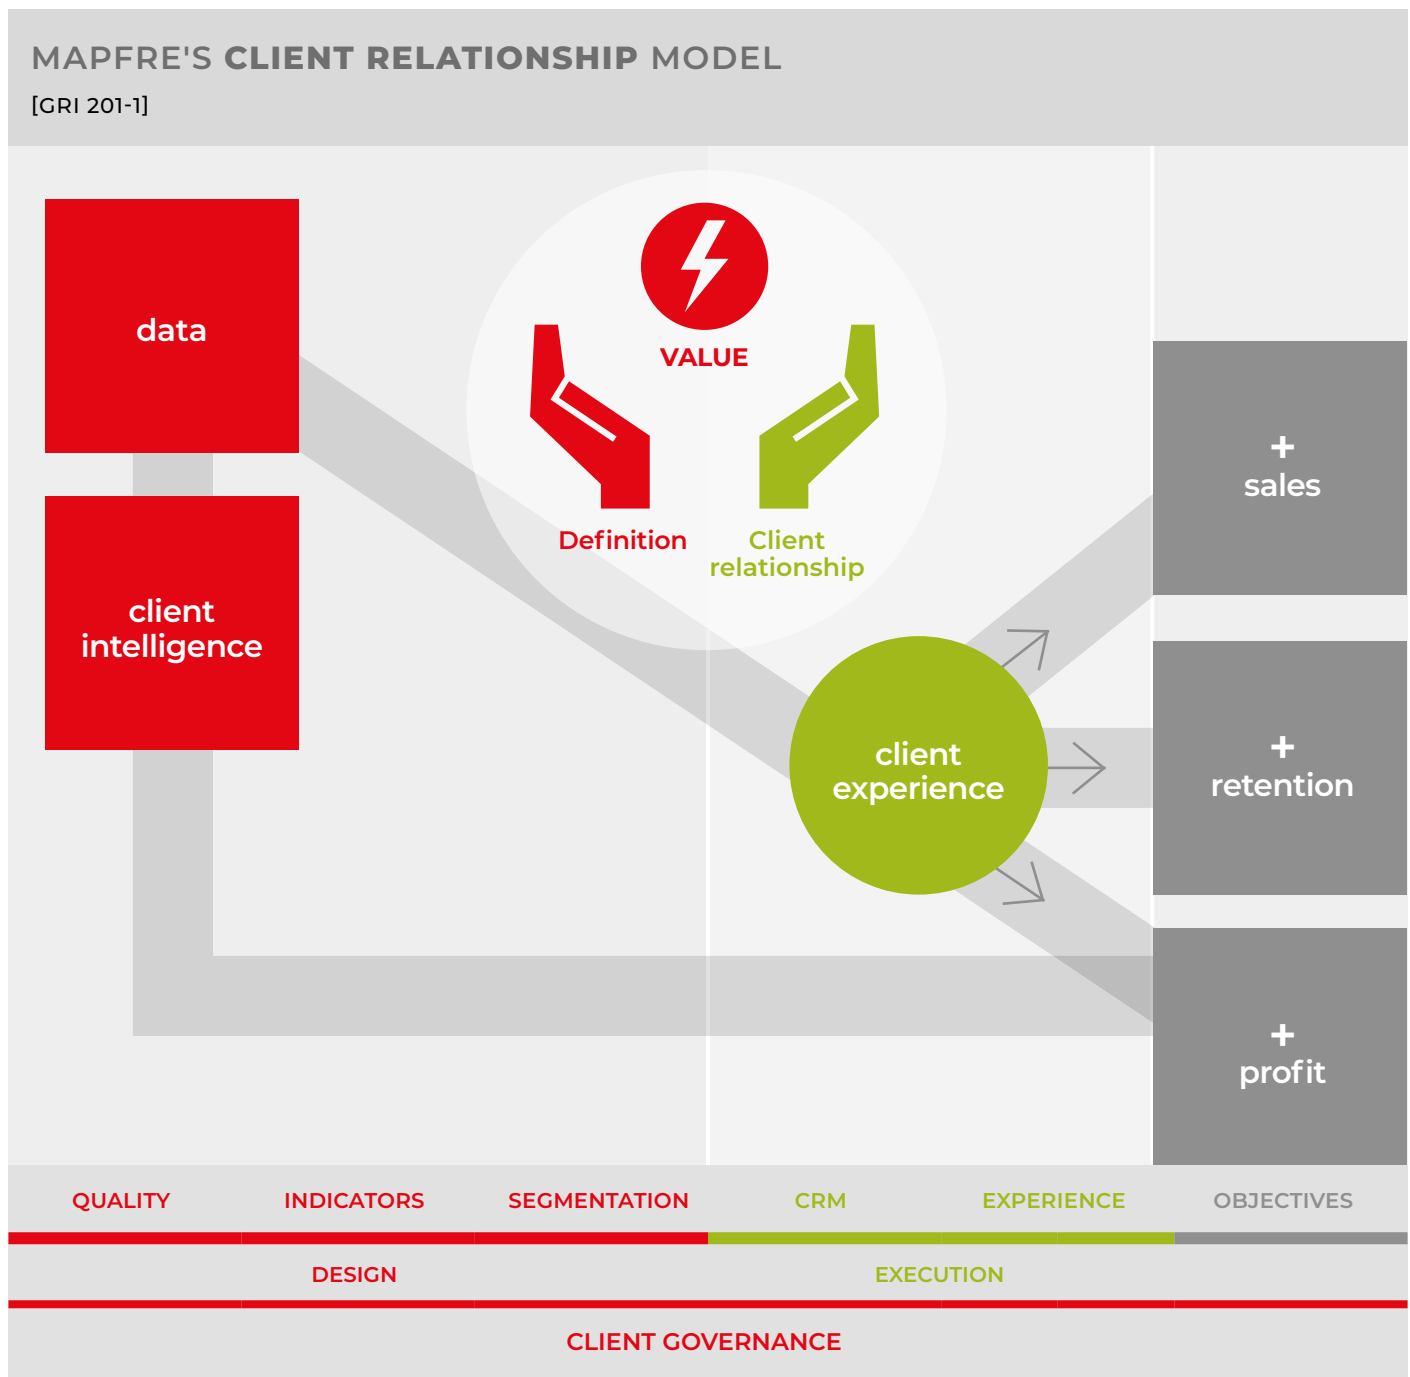 MAPFRE'S CLIENT RELATIONSHIP MODEL
[GRI 201-1]
data
client
intelligence
VALUE
Definition
Client
relationship
client
experience
+
sales
+
retention
+
profit
QUALITY
INDICATORS
SEGMENTATION
CRM
EXPERIENCE
OBJECTIVES
DESIGN
EXECUTION
CLIENT GOVERNANCE